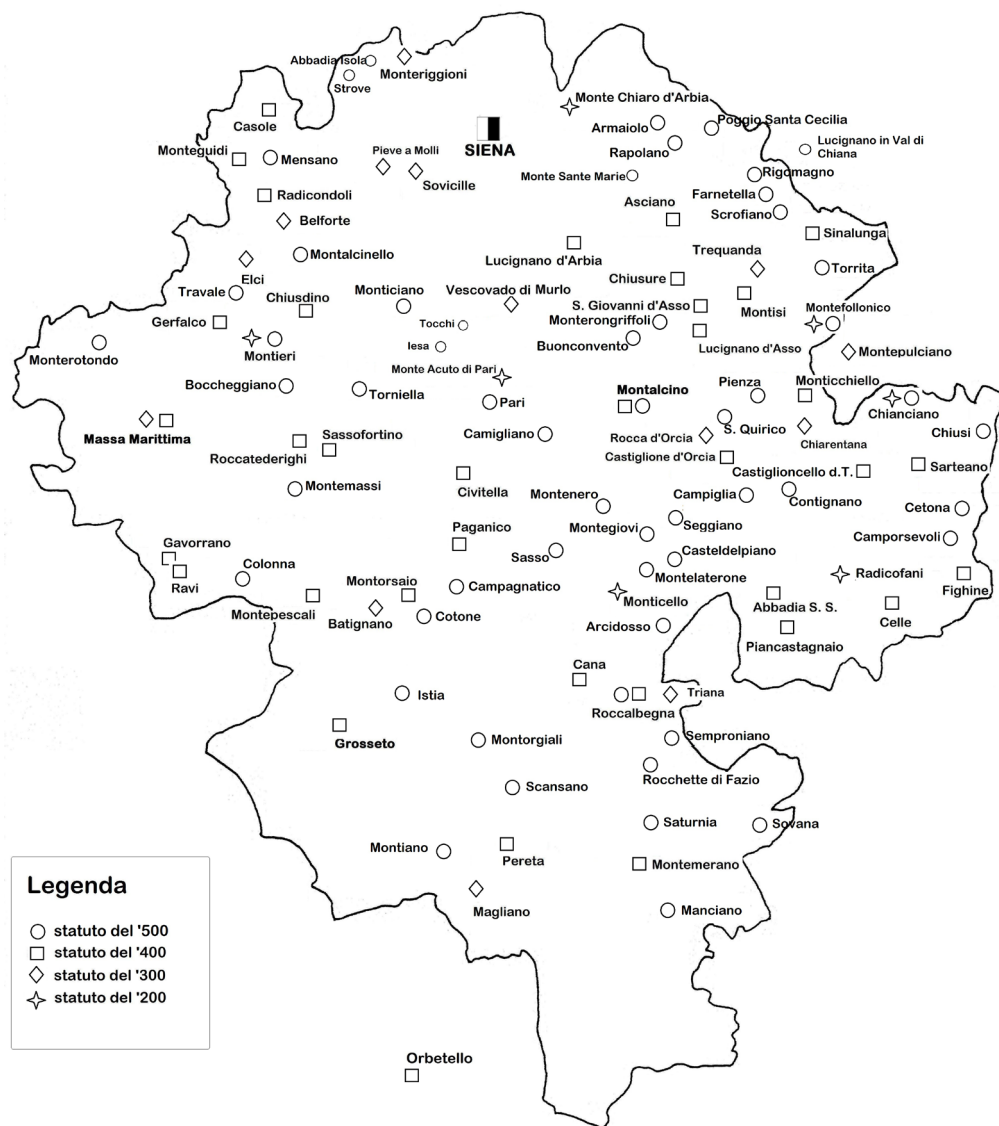 Abbadia Isola
Monteriggioni
Strove
Monte Chiaro d'Arbia
Casole
Armaiolo
Poggio Santa Cecilia
SIENA
Lucignano in Val di
Chiana
Monteguidi
Mensano
Pieve a Molli
Rapolano
Sovicille
Monte Sante Marie
Rigomagno
Radicondoli
Farnetella
Asciano
Scrofiano
Belforte
Sinalunga
Montalcinello
Lucignano d'Arbia
Trequanda
Elci
Chiusure
Torrita
Travale
Chiusdino
Monticiano
Vescovado di Murlo
S. Giovanni d'Asso
Montisi
Montefollonico
Gerfalco
Tocchi
Monterongriffoli
Monterotondo
Montieri
Iesa
Buonconvento
Lucignano d'Asso
Montepulciano
Monte Acuto di Pari
Boccheggiano
Torniella
Pari
Montalcino
Pienza
Monticchiello
Chianciano
Massa Marittima
Sassofortino
Camigliano
Rocca d'Orcia
S. Quirico
Chiarentana
Chiusi
Roccatederighi
Castiglione d'Orcia
Castiglioncello d.T.
Sarteano
Montemassi
Civitella
Montenero
Campiglia
Contignano
Cetona
Paganico
Montegiovi
Seggiano
Camporsevoli
Gavorrano
Sasso
Casteldelpiano
Colonna
Ravi
Montorsaio
Campagnatico
Montelaterone
Radicofani
Fighine
Montepescali
Batignano
Cotone
Monticello
Abbadia S. S.
Celle
Arcidosso
Piancastagnaio
Cana
Istia
Roccalbegna
Triana
Grosseto
Montorgiali
Semproniano
Rocchette di Fazio
Scansano
Saturnia
Sovana
Montiano
Pereta
Montemerano
Magliano
Manciano
Legenda
statuto del '500
statuto del '400
statuto del '300
statuto del '200
Orbetello